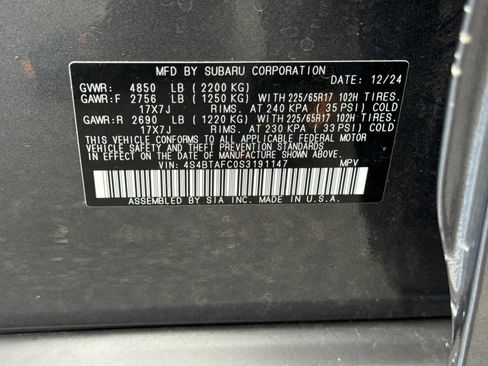 MFD BY SUBARU CORPORATION
GVWR: 4850 LB (2200 KG) DATE: 12/24
GAWR:F 2756 LB (1250 KG) WITH 225/65R17 102H TIRES.
17X7J RIMS. AT 240 KPA (35 PSI) COLD
GAWR:R 2690 LB (1220 KG) WITH 225/65R17 102H TIRES.
17X7J RIMS. AT 230 KPA (33 PSI) COLD
THIS VEHICLE CONFORMS TO ALL APPLICABLE FEDERAL MOTOR
VEHICLE SAFETY AND THEFT PREVENTION STANDARDS
IN EFFECT ON THE DATE OF MANUFACTURE SHOWN ABOVE.
VIN: 4S4BTAFC0S3191147 MPV
ASSEMBLED BY SIA INC. MADE IN U.S.A.